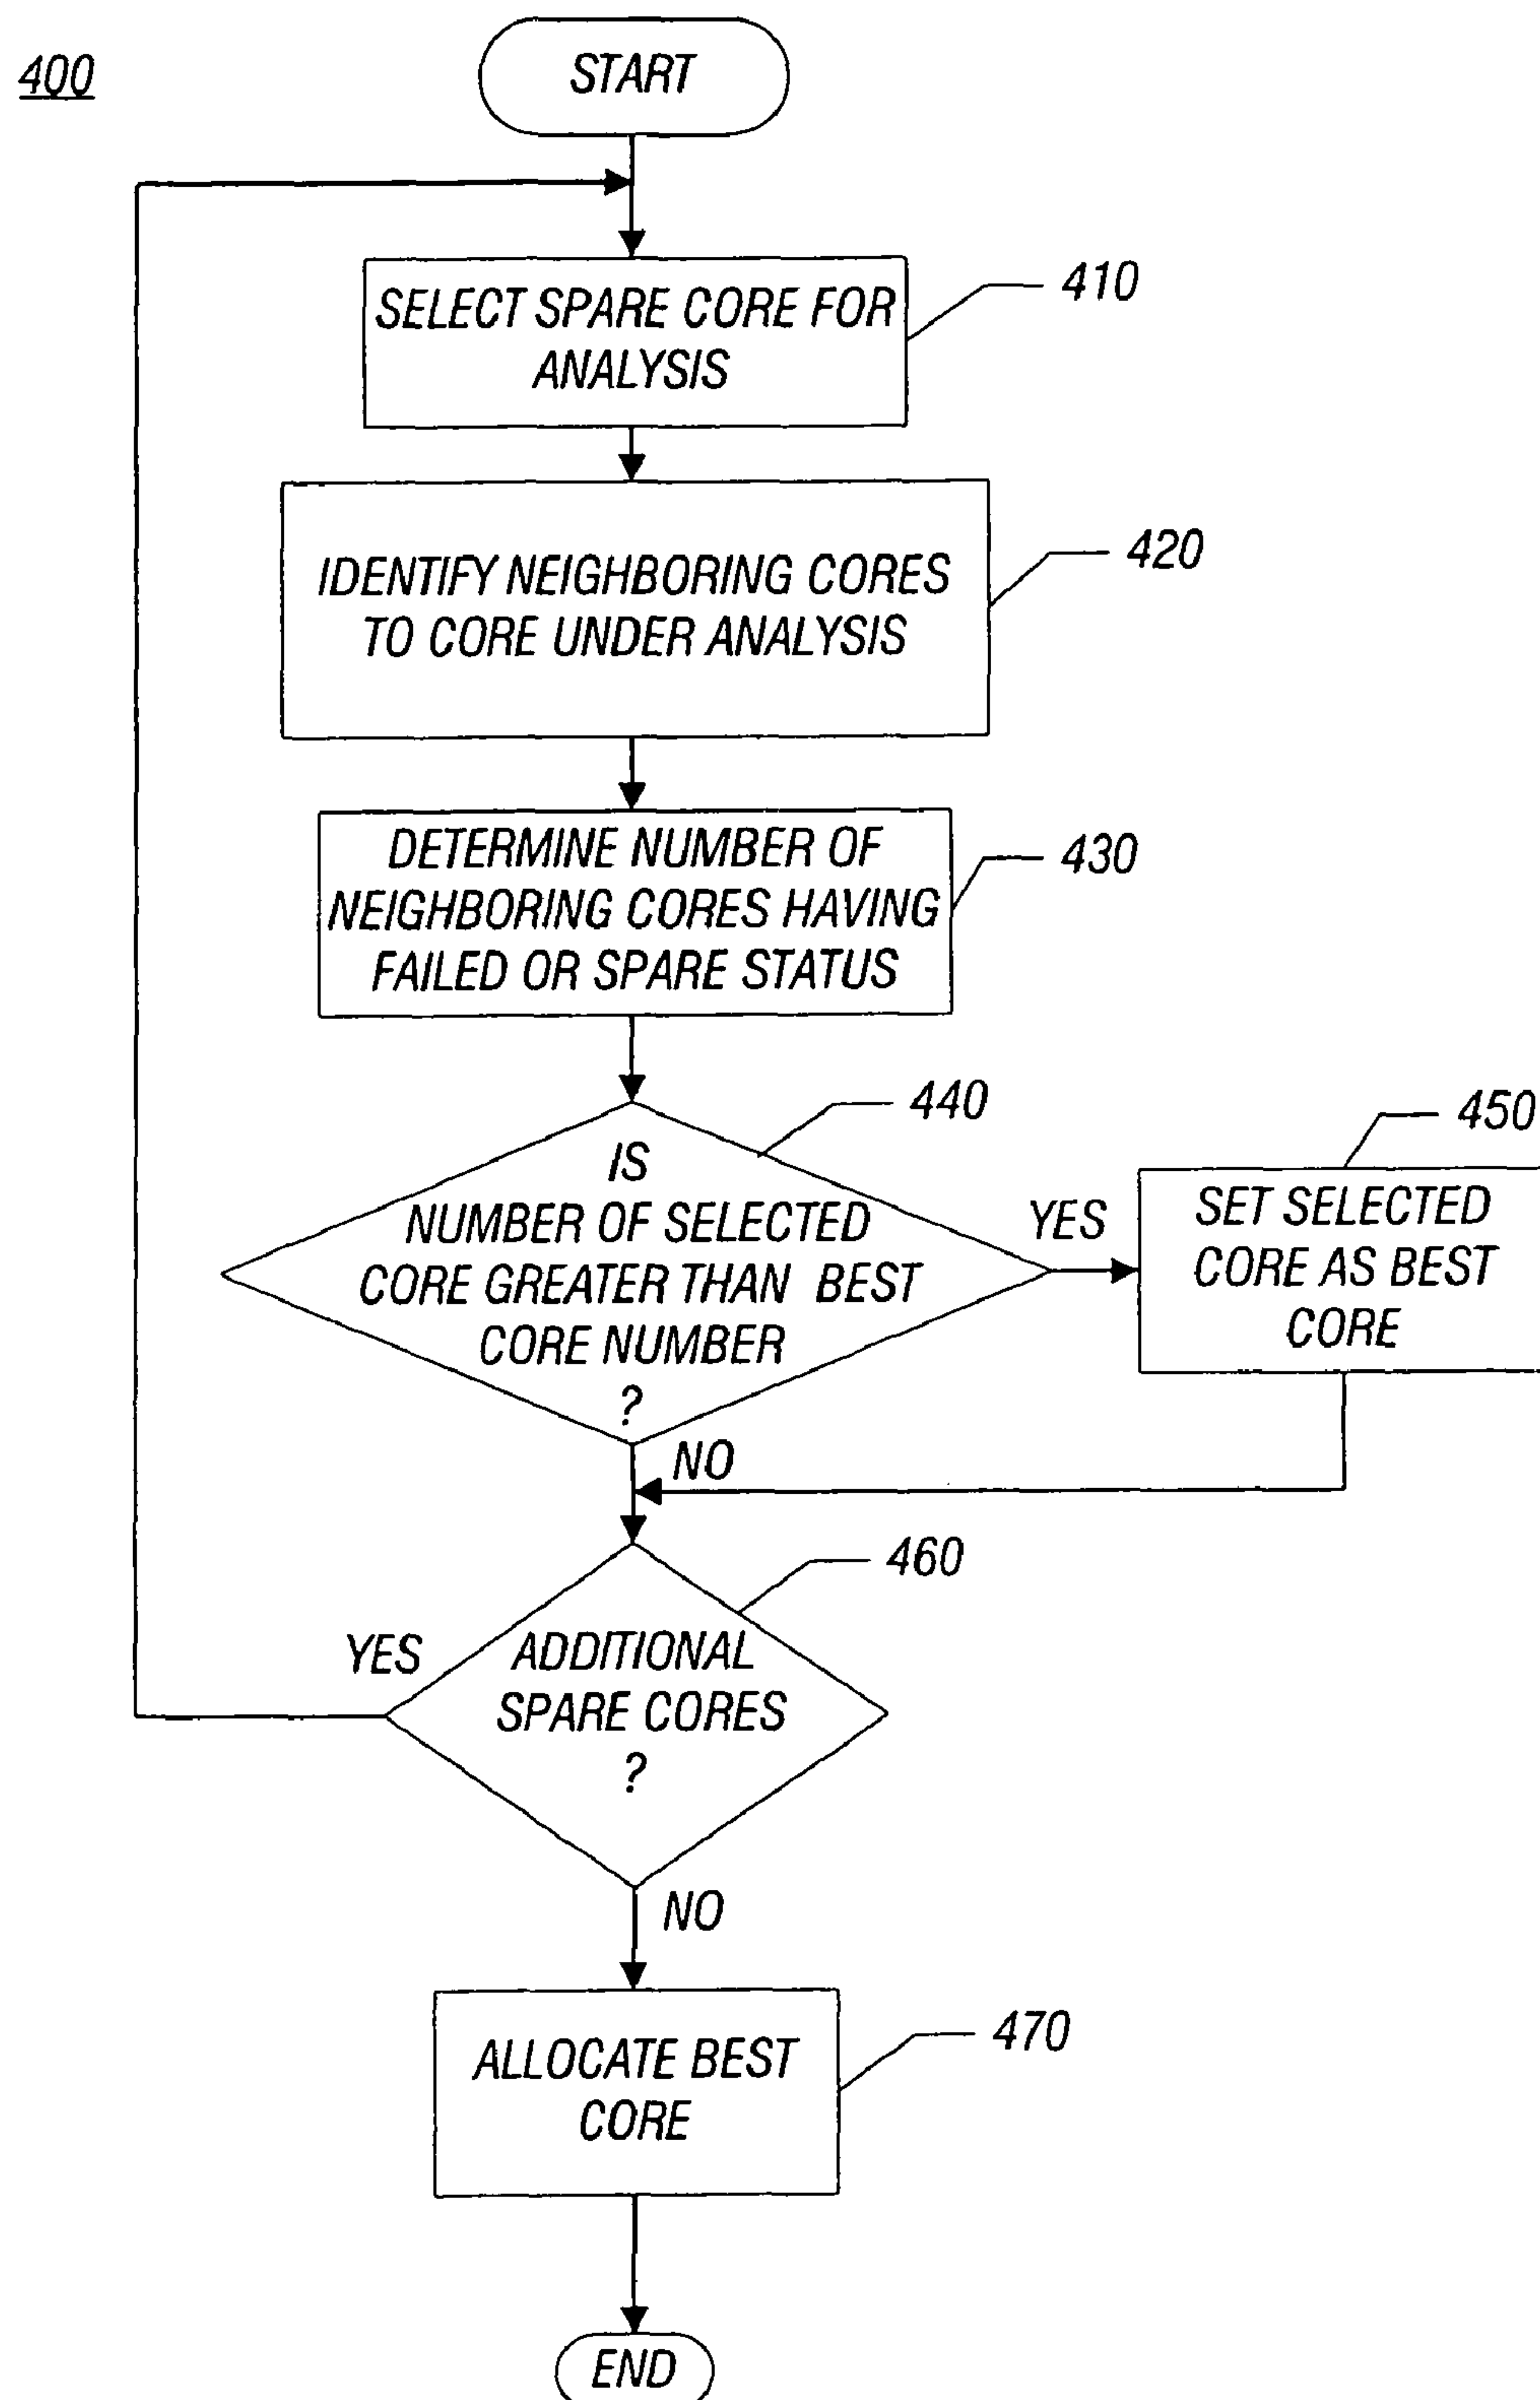 400
START
SELECT SPARE CORE FOR
ANALYSIS
410
IDENTIFY NEIGHBORING CORES
TO CORE UNDER ANALYSIS
420
DETERMINE NUMBER OF
NEIGHBORING CORES HAVING
FAILED OR SPARE STATUS
430
IS
NUMBER OF SELECTED
CORE GREATER THAN BEST
CORE NUMBER
?
440
YES
SET SELECTED
CORE AS BEST
CORE
450
NO
ADDITIONAL
SPARE CORES
?
460
YES
NO
ALLOCATE BEST
CORE
470
END